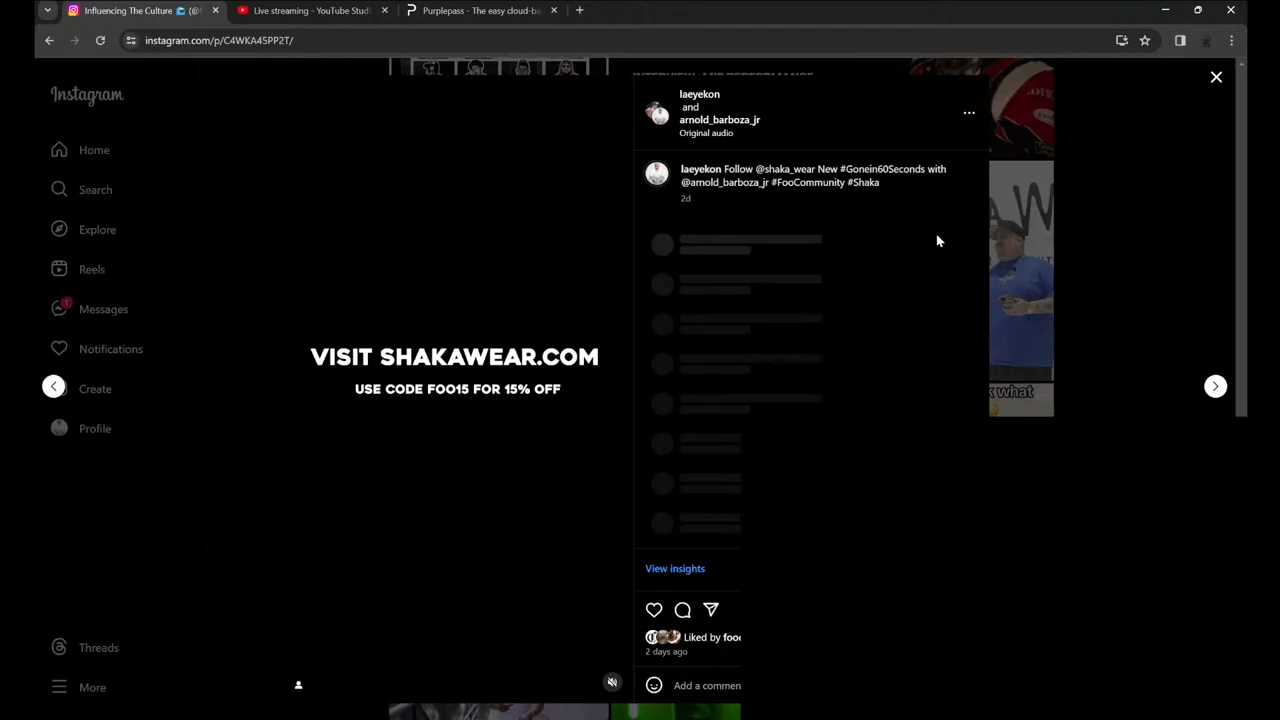 Influencing The Culture
Live streaming - YouTube Stud
Purplepass - The easy cloud-ba
instagram.com/p/C4WKA45PP2T/
Instagram
Home
Search
Explore
Reels
1
Messages
Notifications
Create
Profile
Threads
More
VISIT SHAKAWEAR.COM
USE CODE FOO15 FOR 15% OFF
laeyekon
and
arnold_barboza_jr
Original audio
laeyekon Follow @shaka_wear New #Gonein60Seconds with
@arnold_barboza_jr #FooCommunity #Shaka
2d
View insights
Liked by fooc
2 days ago
Add a commen
k what